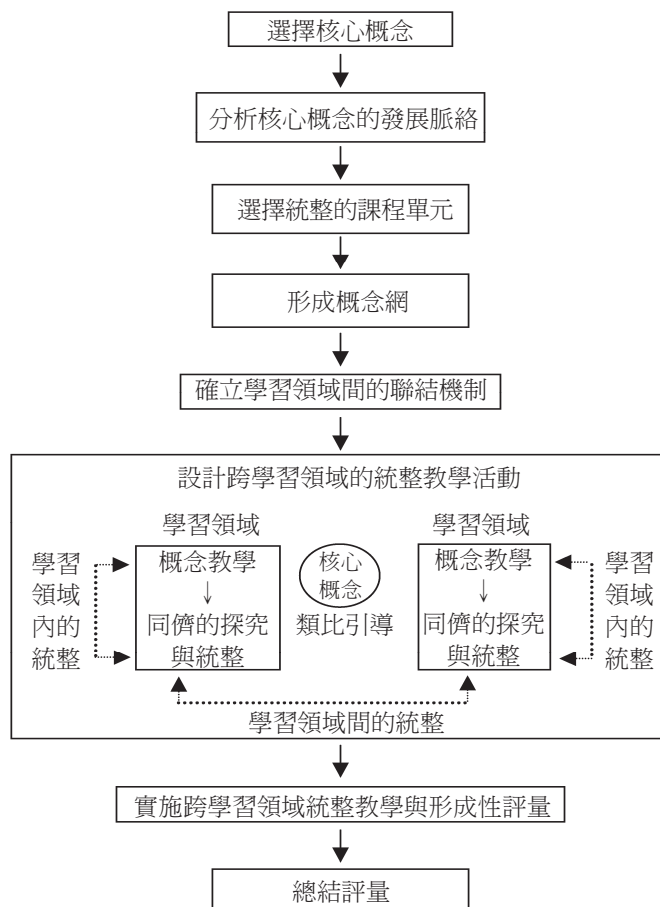 選擇核心概念
分析核心概念的發展脈絡
選擇統整的課程單元
形成概念網
確立學習領域間的聯結機制
設計跨學習領域的統整教學活動
學習領域
學習領域
學習
領域
內的
統整
概念教學
↓
同儕的探究
與統整
核心
概念
類比引導
概念教學
↓
同儕的探究
與統整
學習
領域
內的
統整
學習領域間的統整
實施跨學習領域統整教學與形成性評量
總結評量